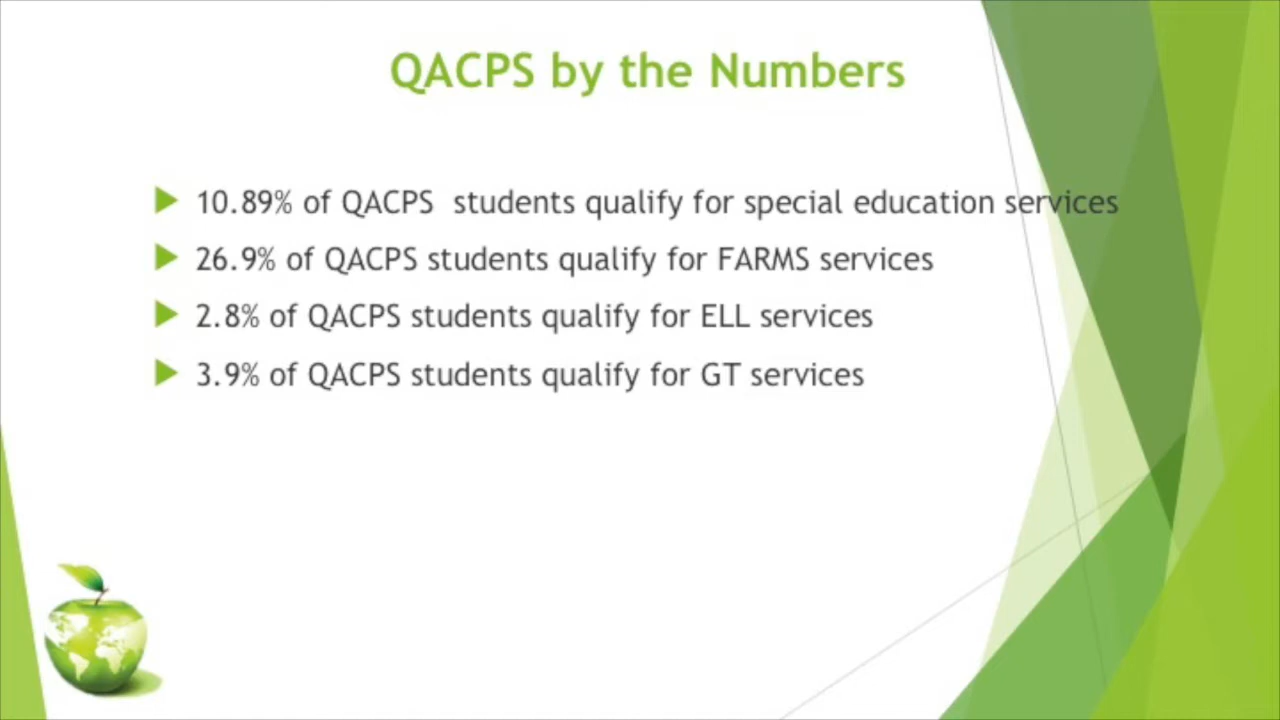 QACPS by the Numbers
10.89% of QACPS students qualify for special education services
26.9% of QACPS students qualify for FARMS services
2.8% of QACPS students qualify for ELL services
3.9% of QACPS students qualify for GT services